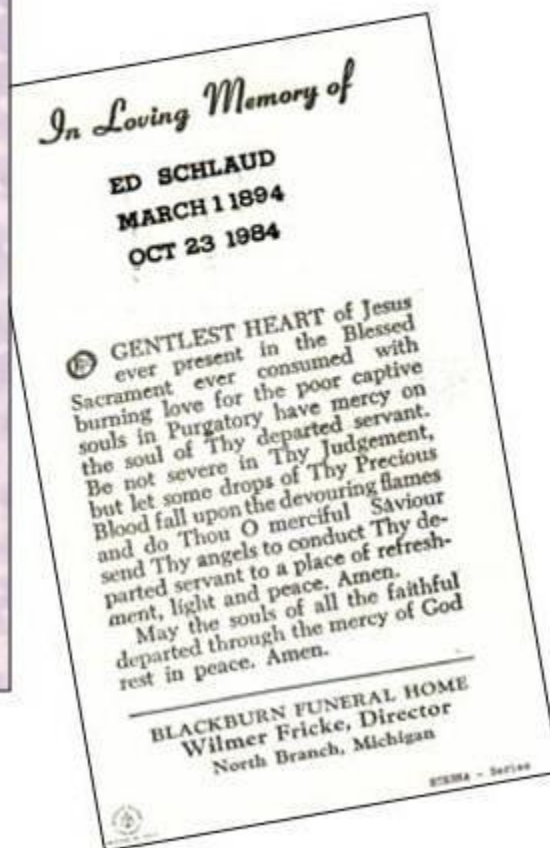 In Loving Memory of
ED SCHLAUD
MARCH 1 1894
OCT 23 1984
O GENTLEST HEART of Jesus
ever present in the Blessed
Sacrament ever consumed with
burning love for the poor captive
souls in Purgatory have mercy on
the soul of Thy departed servant.
Be not severe in Thy Judgement,
but let some drops of Thy Precious
Blood fall upon the devouring flames
and do Thou O merciful Saviour
send Thy angels to conduct Thy de-
parted servant to a place of refresh-
ment, light and peace. Amen.
May the souls of all the faithful
departed through the mercy of God
rest in peace. Amen.
BLACKBURN FUNERAL HOME
Wilmer Fricke, Director
North Branch, Michigan
- Series